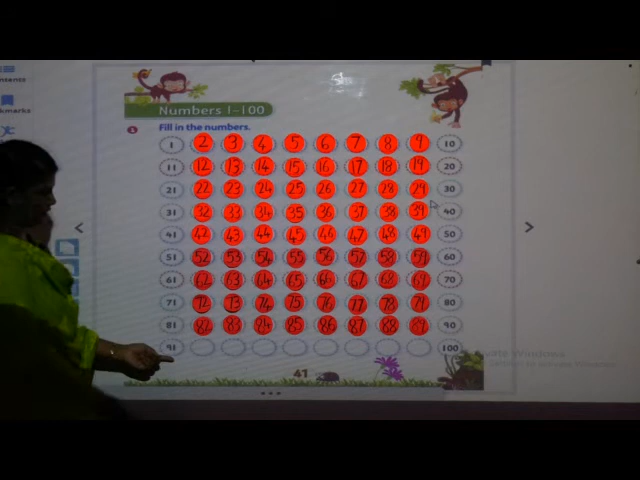 Numbers 1-100
1 Fill in the numbers.
1 2 3 4 5 6 7 8 9 10
11 12 13 14 15 16 17 18 19 20
21 22 23 24 25 26 27 28 29 30
31 32 33 34 35 36 37 38 39 40
41 42 43 44 45 46 47 48 49 50
51 52 53 54 55 56 57 58 59 60
61 62 63 64 65 66 67 68 69 70
71 72 73 74 75 76 77 78 79 80
81 82 83 84 85 86 87 88 89 90
91 100
41